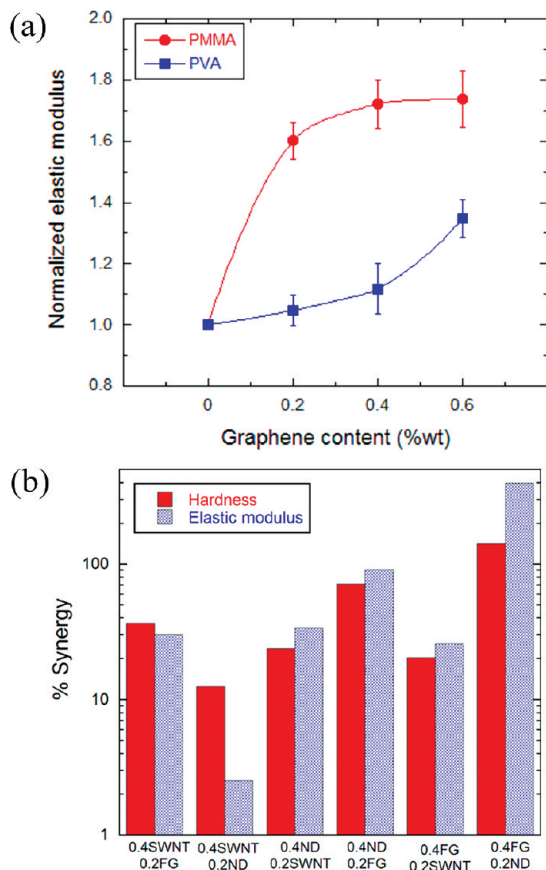 (a)
2.0
1.8
1.6
1.4
1.2
1.0
0.8
Normalized elastic modulus
PMMA
PVA
0
0.2
0.4
0.6
Graphene content (%wt)
(b)
Hardness
Elastic modulus
100
10
1
% Synergy
0.4SWNT 0.4SWNT 0.4ND 0.4ND 0.4FG 0.4FG
0.2FG 0.2ND 0.2SWNT 0.2FG 0.2SWNT 0.2ND